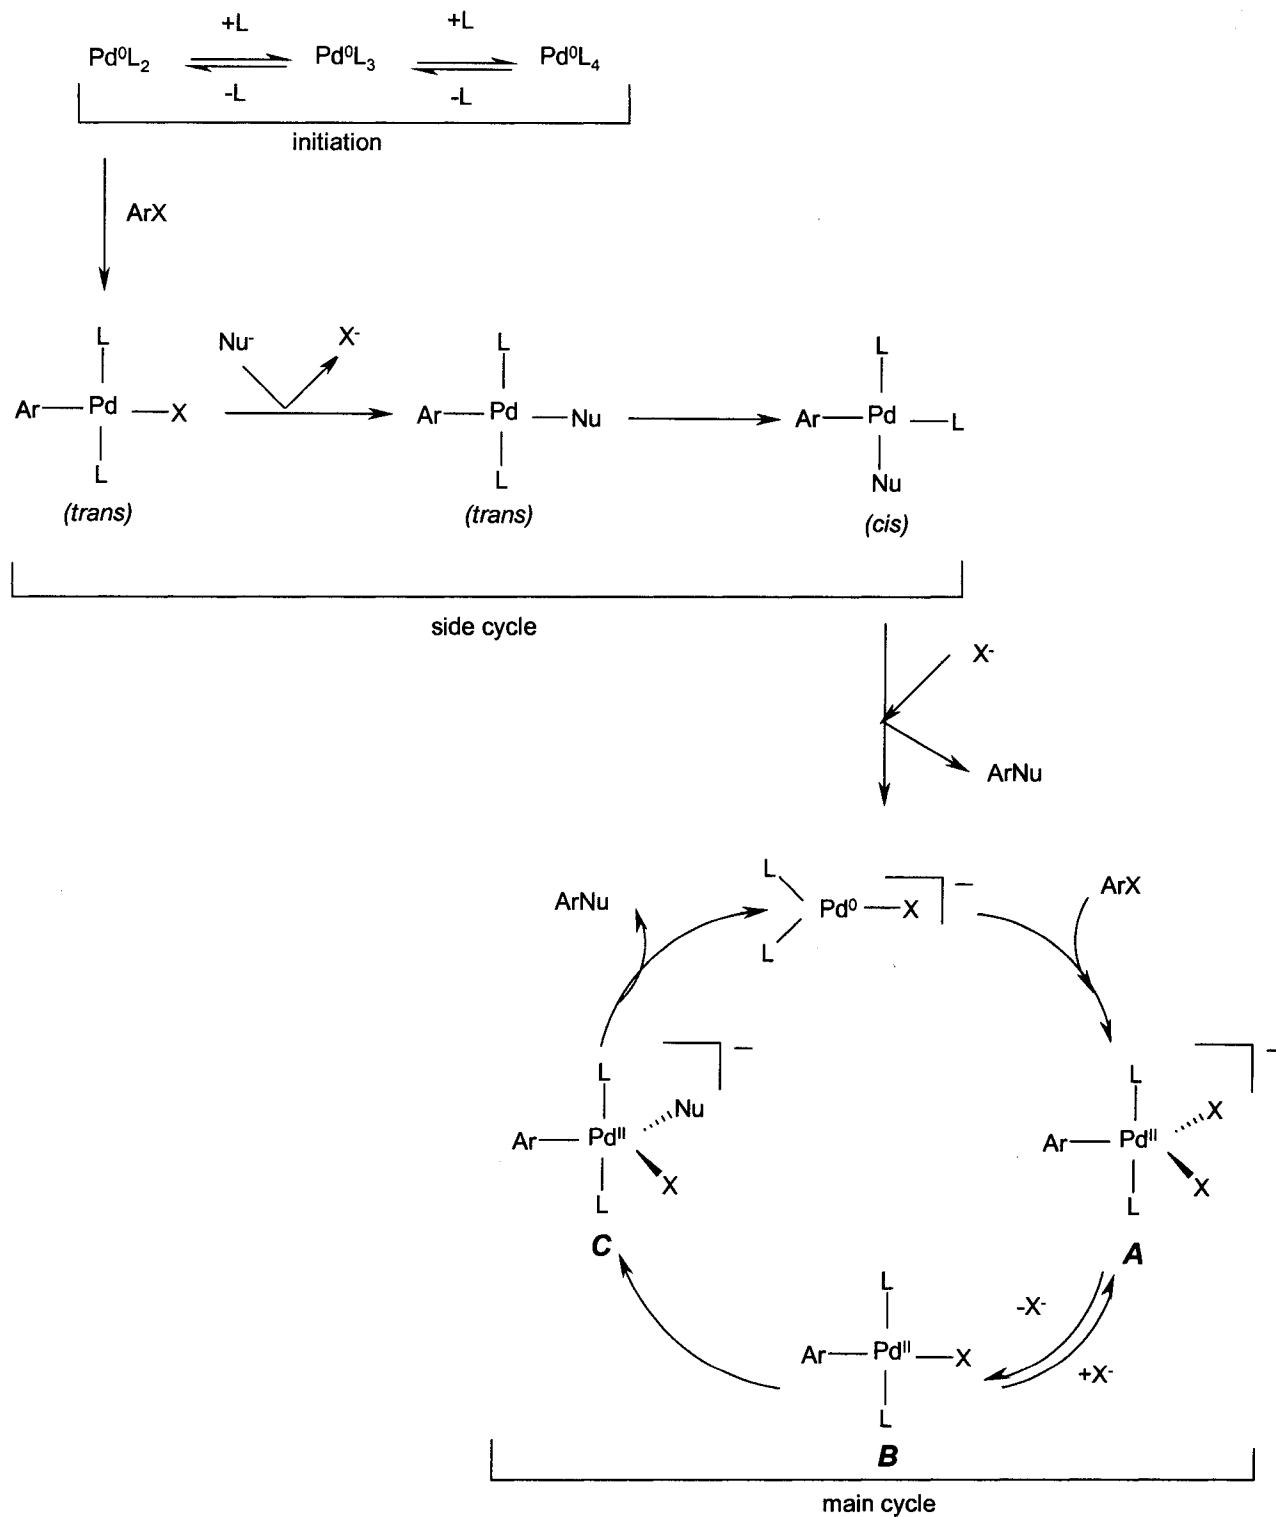 +L +L
Pd⁰L₂ Pd⁰L₃ Pd⁰L₄
-L -L
initiation
ArX
L Nu⁻ X⁻ L L
Ar Pd X Ar Pd Nu Ar Pd L
L L Nu
(trans) (trans) (cis)
side cycle
X⁻
ArNu
L
ArNu Pd⁰ X − ArX
L
L − L −
Ar Pdᴵᴵ Nu X Ar Pdᴵᴵ X X
L L
C A
L
-X⁻
Ar Pdᴵᴵ X
+X⁻
L
B
main cycle